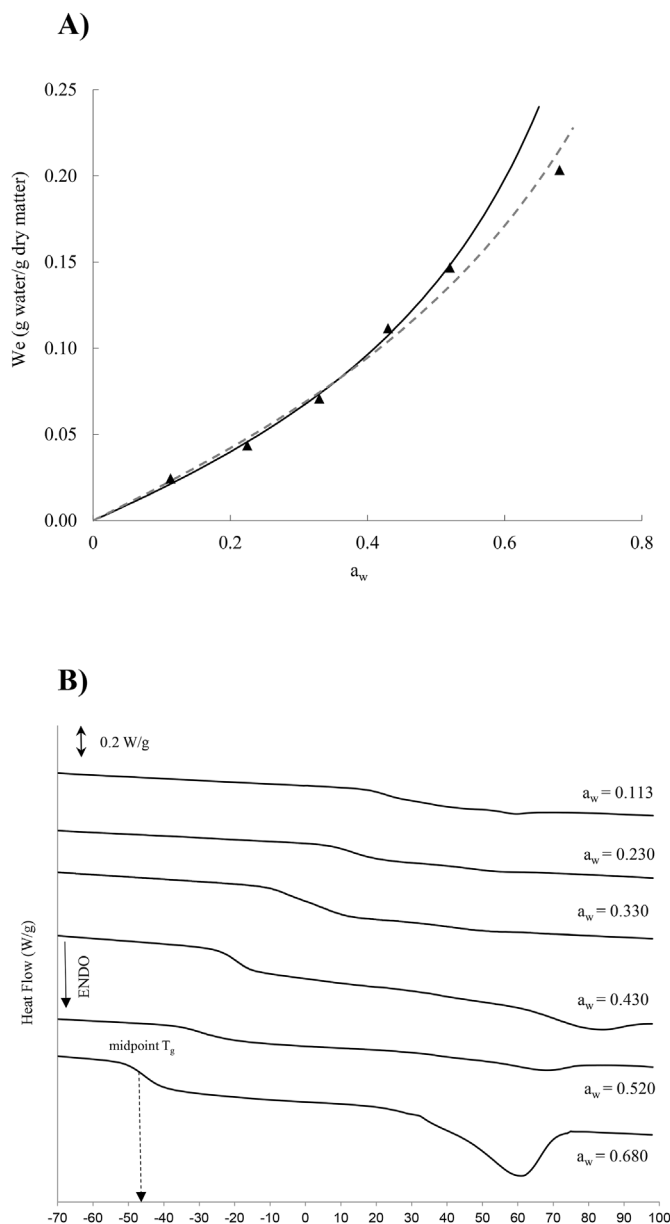 A)
0.25
0.20
0.15
0.10
0.05
0.00
We (g water/g dry matter)
0 0.2 0.4 0.6 0.8
aw
B)
0.2 W/g
aw = 0.113
aw = 0.230
aw = 0.330
aw = 0.430
aw = 0.520
aw = 0.680
Heat Flow (W/g)
ENDO
midpoint Tg
-70 -60 -50 -40 -30 -20 -10 0 10 20 30 40 50 60 70 80 90 100